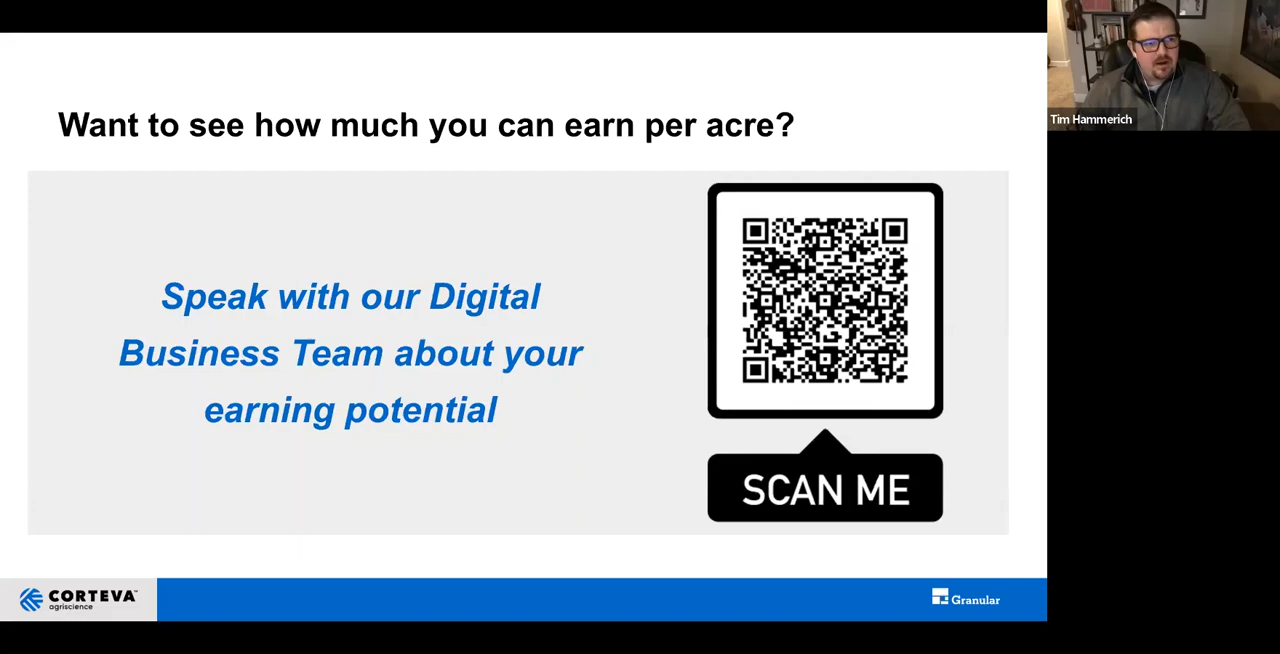 Want to see how much you can earn per acre?
Speak with our Digital
Business Team about your
earning potential
SCAN ME
CORTEVA™
agriscience
Granular
Tim Hammerich